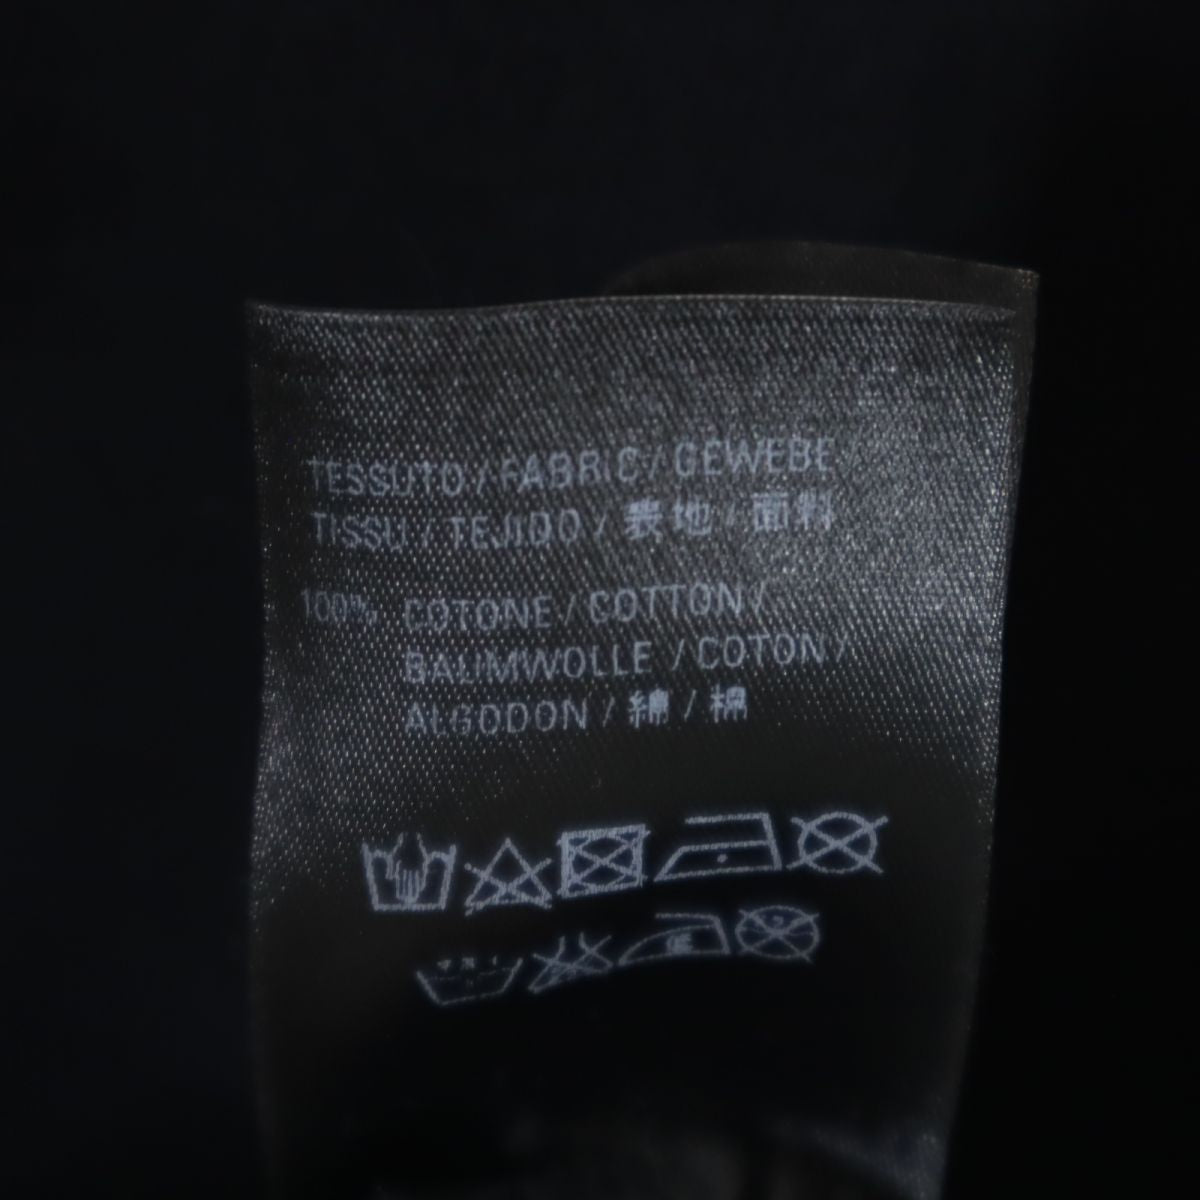 TESSUTO / FABRIC / GEWEBE
TISSU / TEJIDO / 表地 / 面料
100% COTONE / COTTON /
BAUMWOLLE / COTON /
ALGODON / 綿 / 棉